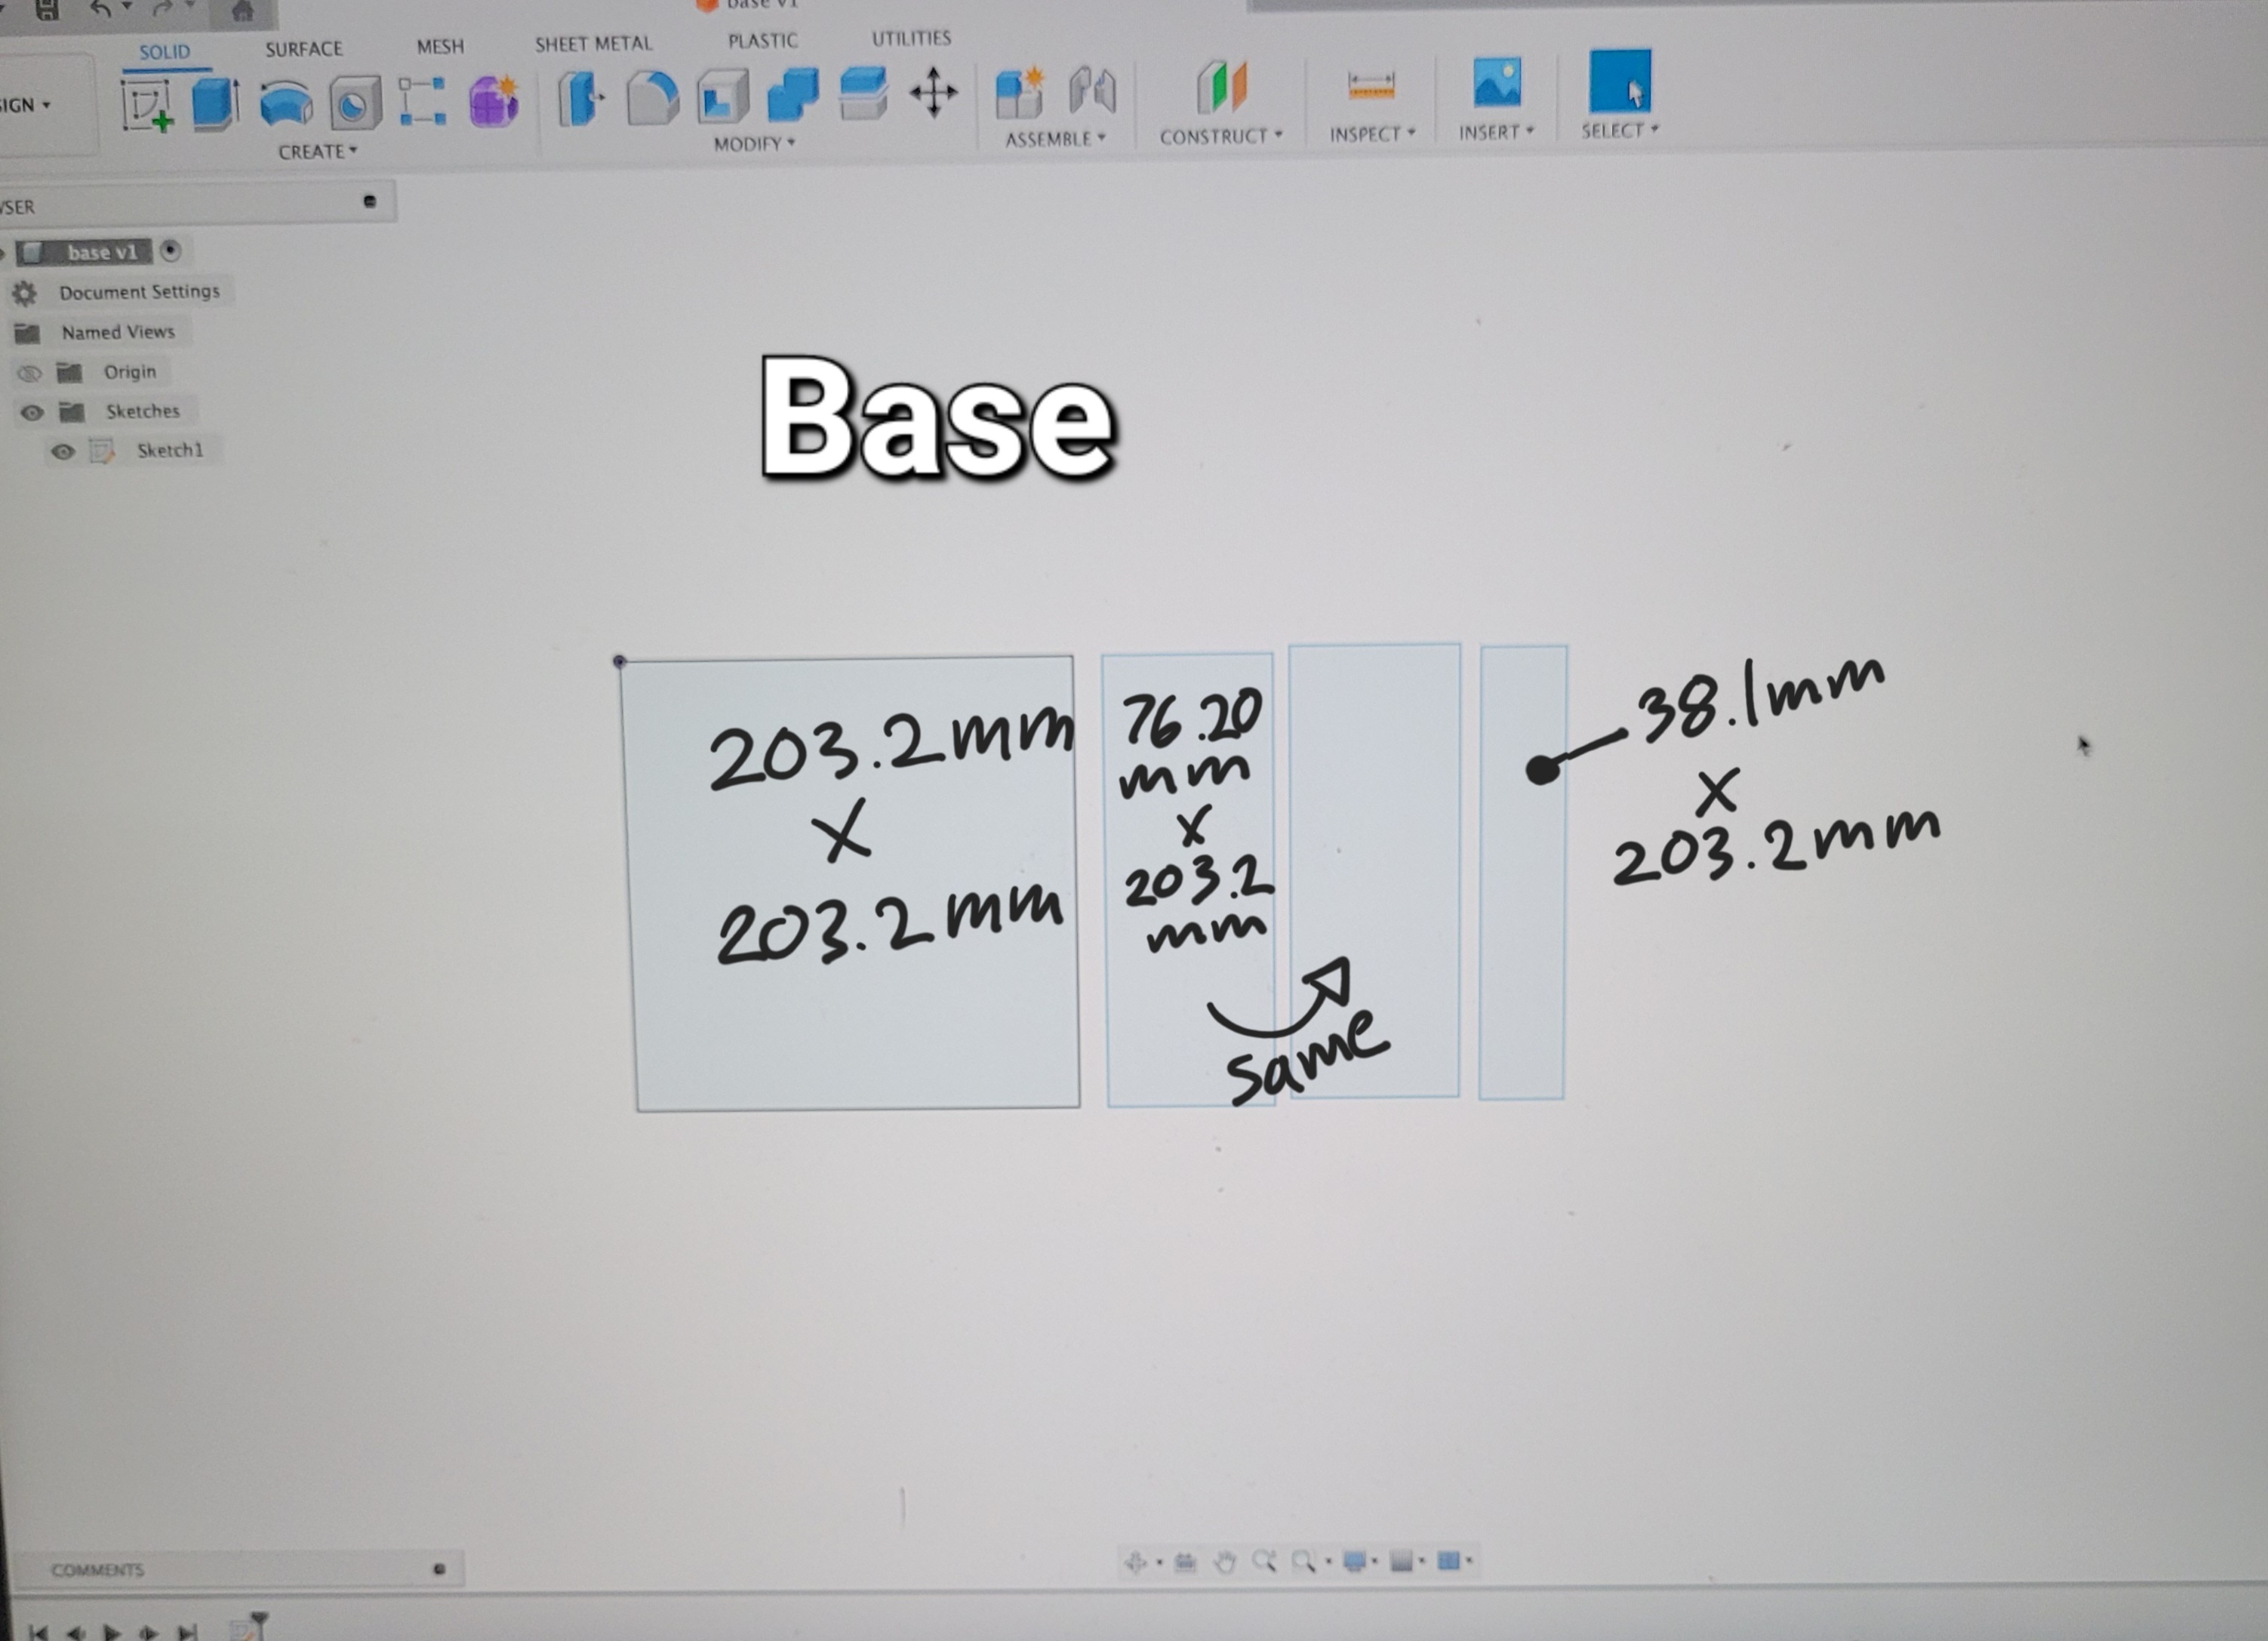 base v1
SOLID SURFACE MESH SHEET METAL PLASTIC UTILITIES
IGN
CREATE MODIFY ASSEMBLE CONSTRUCT INSPECT INSERT SELECT
SER
base v1
Document Settings
Named Views
Origin
Sketches
Sketch1
Base
203.2mm
X
203.2mm
76.20
mm
X
203.2
mm
same
38.1mm
X
203.2mm
COMMENTS